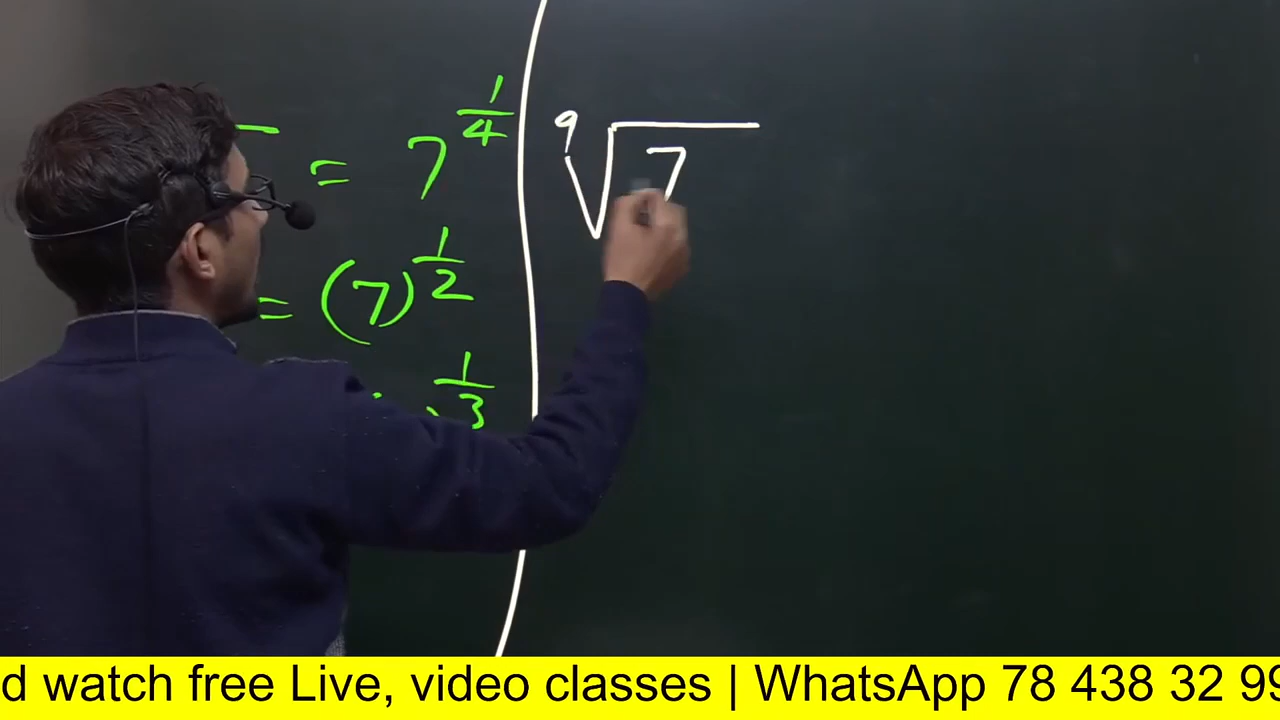 = 7^{1/4}
= (7)^{1/2}
1/3
\sqrt[9]{7}
d watch free Live, video classes | WhatsApp 78 438 32 99